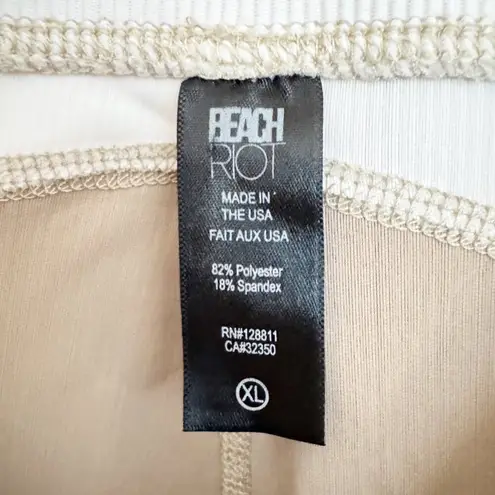 BEACH
RIOT
MADE IN
THE USA
FAIT AUX USA
82% Polyester
18% Spandex
RN#128811
CA#32350
XL